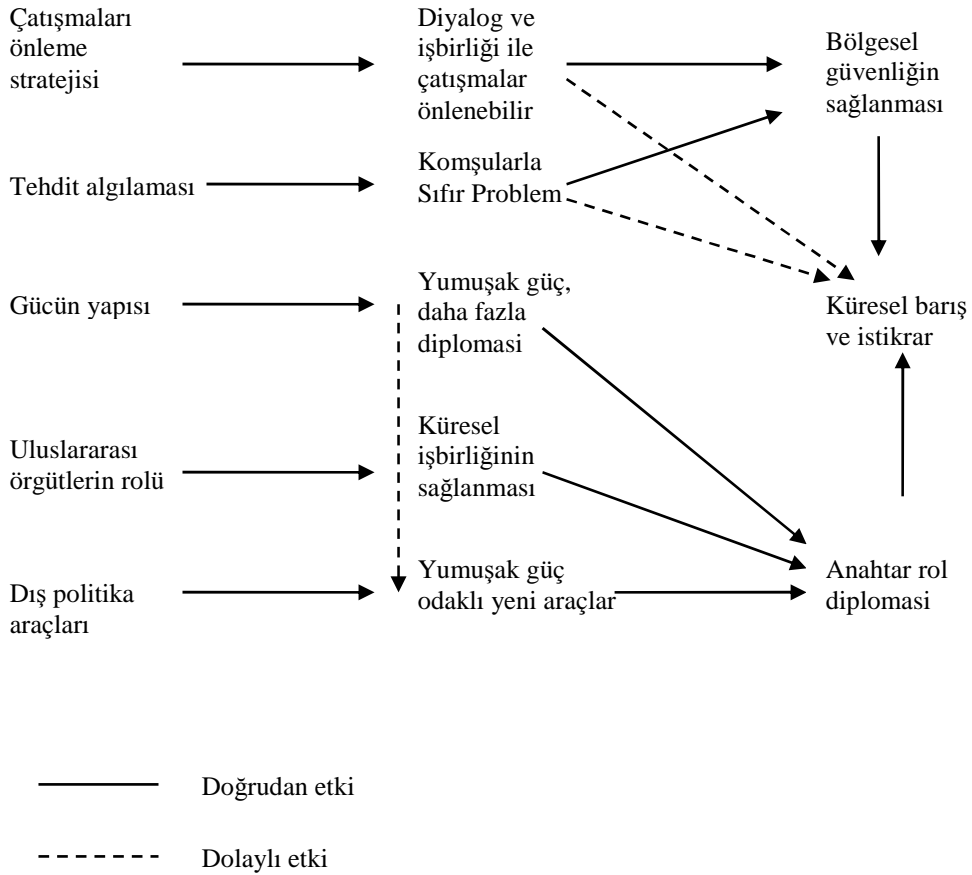 Çatışmaları
önleme
stratejisi
Diyalog ve
işbirliği ile
çatışmalar
önlenebilir
Bölgesel
güvenliğin
sağlanması
Tehdit algılaması
Komşularla
Sıfır Problem
Gücün yapısı
Yumuşak güç,
daha fazla
diplomasi
Küresel barış
ve istikrar
Uluslararası
örgütlerin rolü
Küresel
işbirliğinin
sağlanması
Dış politika
araçları
Yumuşak güç
odaklı yeni araçlar
Anahtar rol
diplomasi
Doğrudan etki
Dolaylı etki